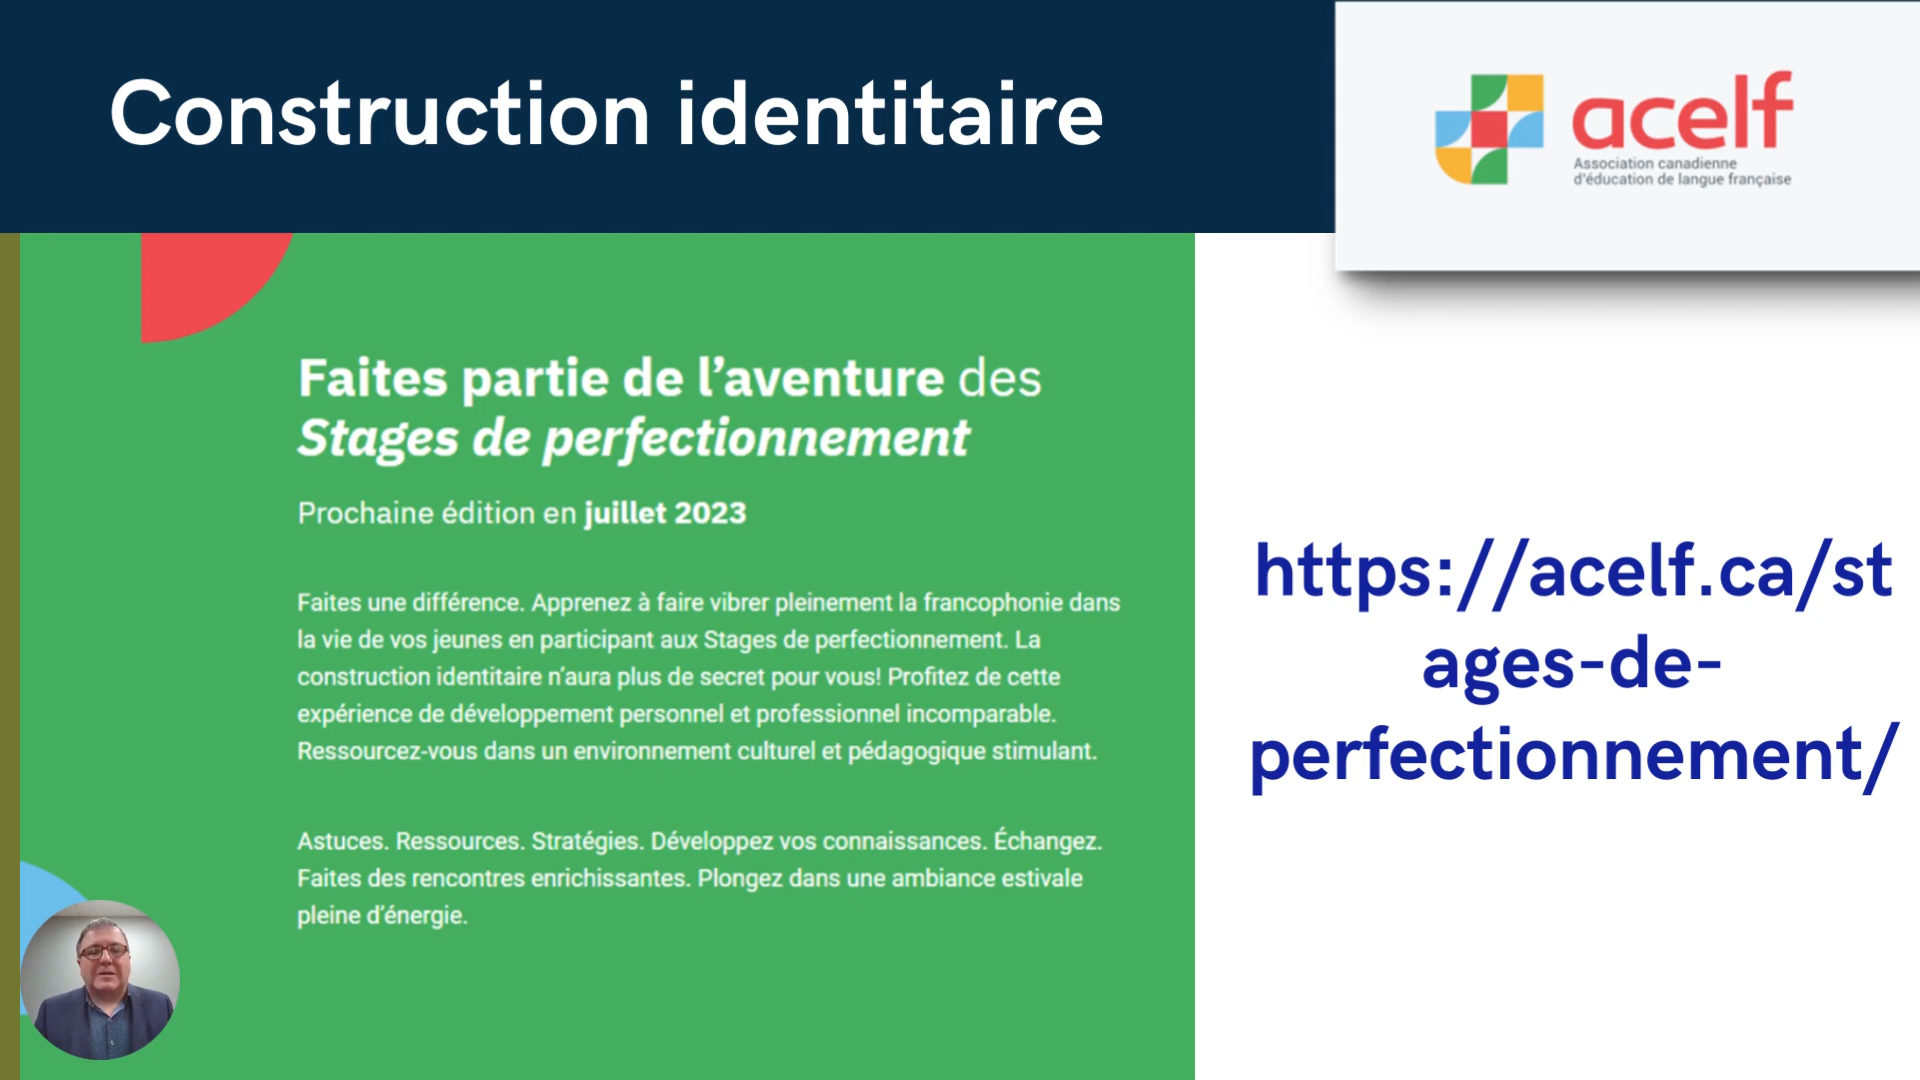 Construction identitaire
acelf
Association canadienne
d'éducation de langue française
Faites partie de l’aventure des
Stages de perfectionnement
Prochaine édition en juillet 2023
Faites une différence. Apprenez à faire vibrer pleinement la francophonie dans
la vie de vos jeunes en participant aux Stages de perfectionnement. La
construction identitaire n’aura plus de secret pour vous! Profitez de cette
expérience de développement personnel et professionnel incomparable.
Ressourcez-vous dans un environnement culturel et pédagogique stimulant.
Astuces. Ressources. Stratégies. Développez vos connaissances. Échangez.
Faites des rencontres enrichissantes. Plongez dans une ambiance estivale
pleine d’énergie.
https://acelf.ca/st
ages-de-
perfectionnement/